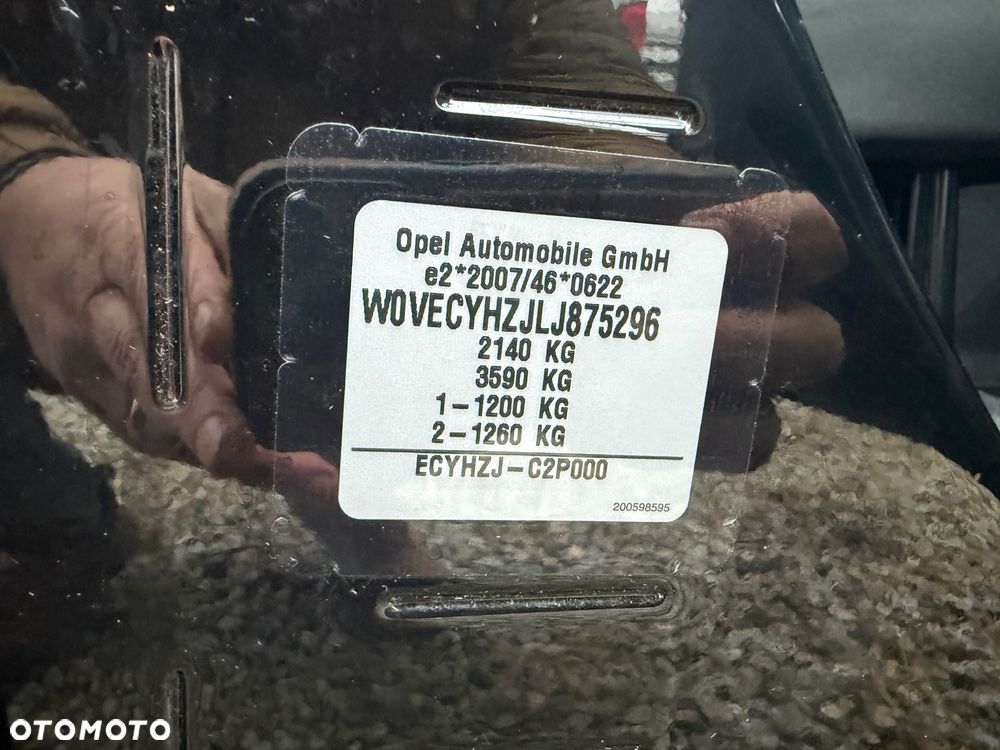 Opel Automobile GmbH
e2*2007/46*0622
W0VECYHZJLJ875296
2140 KG
3590 KG
1-1200 KG
2-1260 KG
ECYHZJ-C2P000
200598595
OTOMOTO